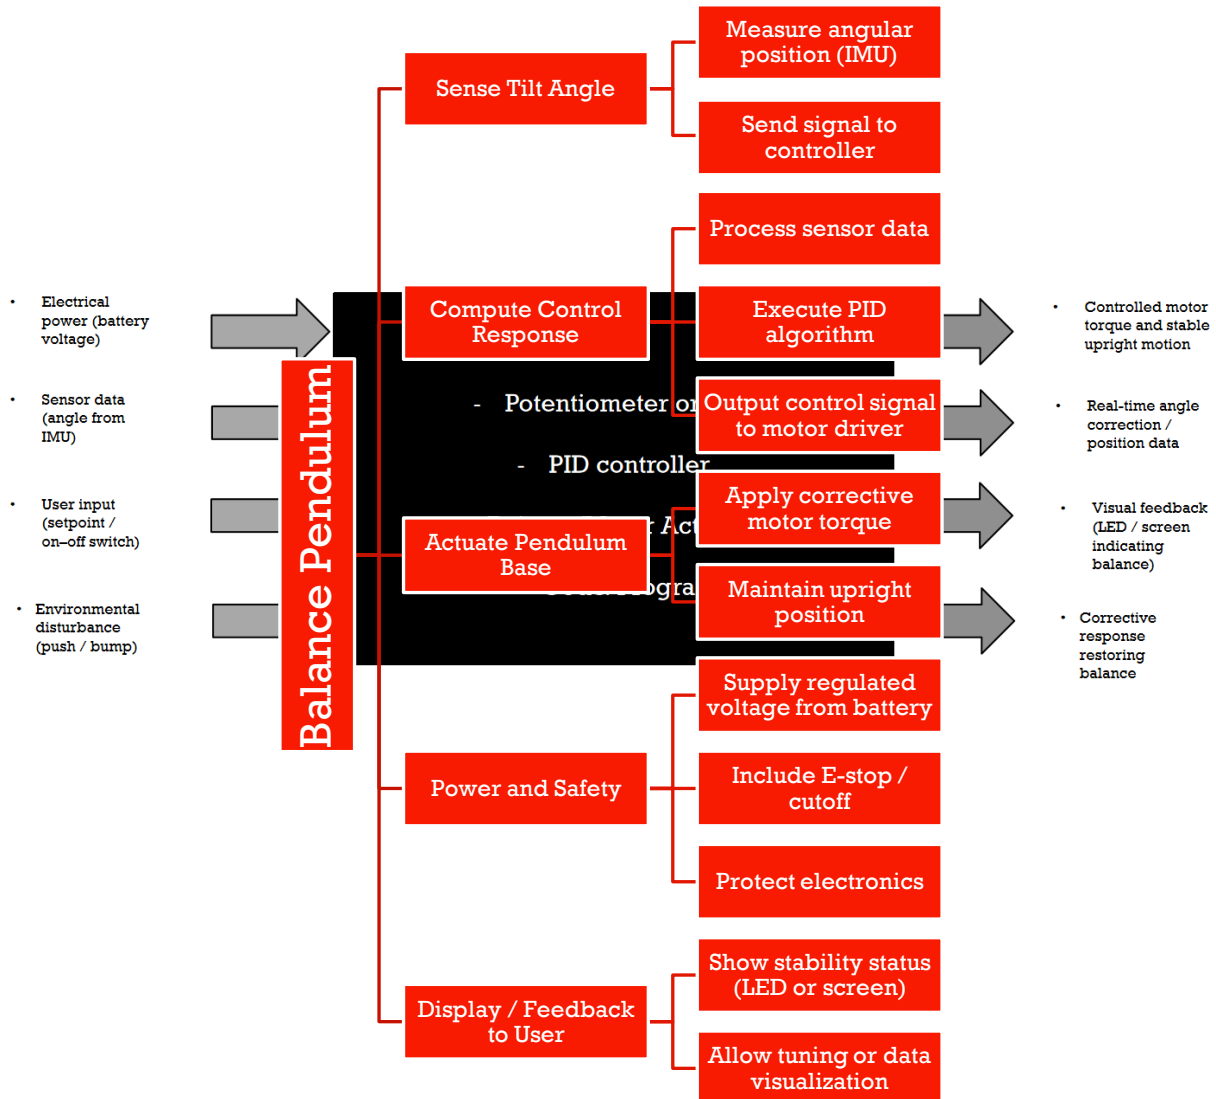 Measure angular
position (IMU)
Sense Tilt Angle
Send signal to
controller
Process sensor data
• Electrical
power (battery
voltage)
Compute Control
Response
Execute PID
algorithm
• Controlled motor
torque and stable
upright motion
Balance Pendulum
• Sensor data
(angle from
IMU)
- Potentiometer or
Output control signal
to motor driver
• Real-time angle
correction /
position data
- PID controller
• User input
(setpoint /
on–off switch)
Apply corrective
motor torque
• Visual feedback
(LED / screen
indicating
balance)
Actuate Pendulum
Base
• Environmental
disturbance
(push / bump)
Maintain upright
position
• Corrective
response
restoring
balance
Supply regulated
voltage from battery
Power and Safety
Include E-stop /
cutoff
Protect electronics
Show stability status
(LED or screen)
Display / Feedback
to User
Allow tuning or data
visualization